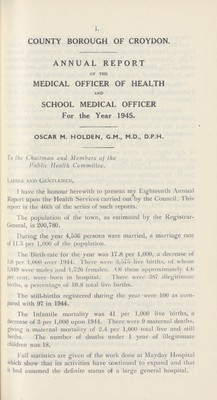 i.
COUNTY BOROUGH OF CROYDON.
ANNUAL REPORT
OF THE
MEDICAL OFFICER OF HEALTH
AND
SCHOOL MEDICAL OFFICER
For the Year 1945.
OSCAR M. HOLDEN, G.M., M.D., D.P.H.
To the Chairman and Members of the
Public Health Committee.
LADIES AND GENTLEMEN,
I have the honour herewith to present my Eighteenth Annual
Report upon the Health Services carried out by the Council. This
report is the 46th of the series of such reports.
The population of the town, as estimated by the Registrar-
General, is 200,780.
During the year 4,536 persons were married, a marriage rate
of 11.3 per 1,000 of the population.
The Birth-rate for the year was 17.8 per 1,000, a decrease of
per 1,000 over 1944. There were 3,575 live births, of whom
1,849 were males and 1,726 females. Of these approximately
per cent. were born in hospital. There were 387 illegitimate
births, a percentage of 10.8 total live births.
The still-births registered during the year were 100 as com-
pared with 97 in 1944.
The Infantile mortality was 41 per 1,000 live births, a
decrease of 3 per 1,000 upon 1944. There were 9 maternal deaths,
giving a maternal mortality of 2.4 per 1,000 total live and still
births. The number of deaths under 1 year of illegitimate
children was 18.
Full statistics are given of the work done at Mayday Hospital
which show that its activities have continued to expand and that
it had assumed the definite status of a large general hospital.